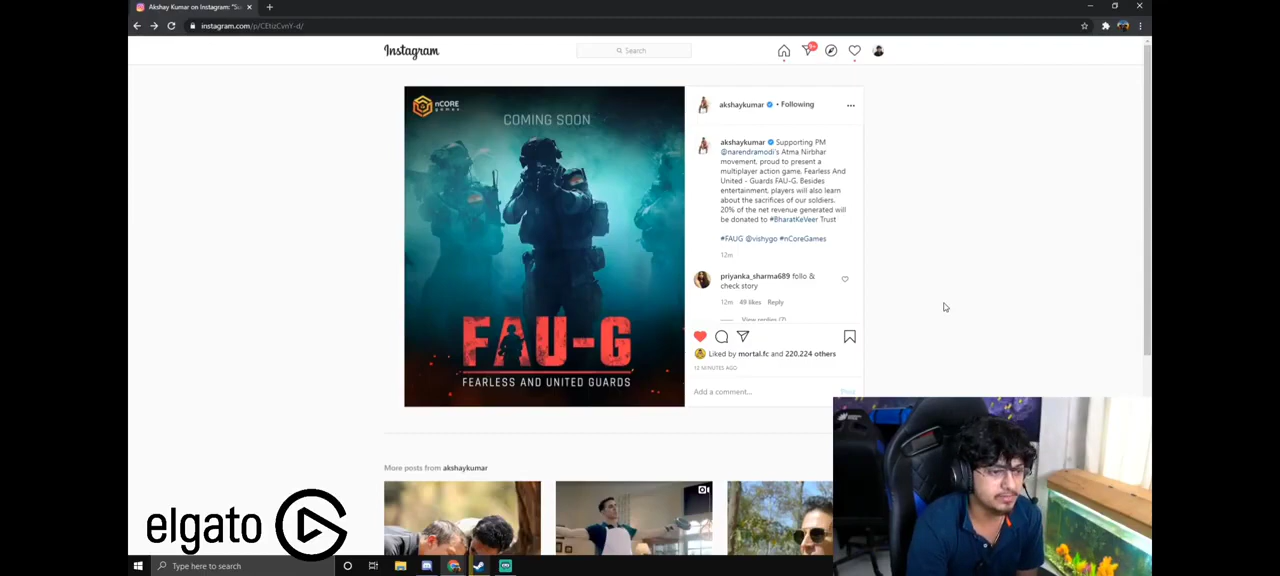 Akshay Kumar on Instagram: "Su
instagram.com/p/CEtizCvnY-d/
Instagram
Search
nCORE
games
COMING SOON
FAU-G
FEARLESS AND UNITED GUARDS
akshaykumar • Following
akshaykumar Supporting PM
@narendramodi's Atma Nirbhar
movement, proud to present a
multiplayer action game, Fearless And
United - Guards FAU-G. Besides
entertainment, players will also learn
about the sacrifices of our soldiers.
20% of the net revenue generated will
be donated to #BharatKeVeer Trust
#FAUG @vishygo #nCoreGames
12m
priyanka_sharma689 follo &
check story
12m 49 likes Reply
View replies (7)
Liked by mortal.fc and 220,224 others
12 MINUTES AGO
Add a comment... Post
More posts from akshaykumar
elgato
Type here to search